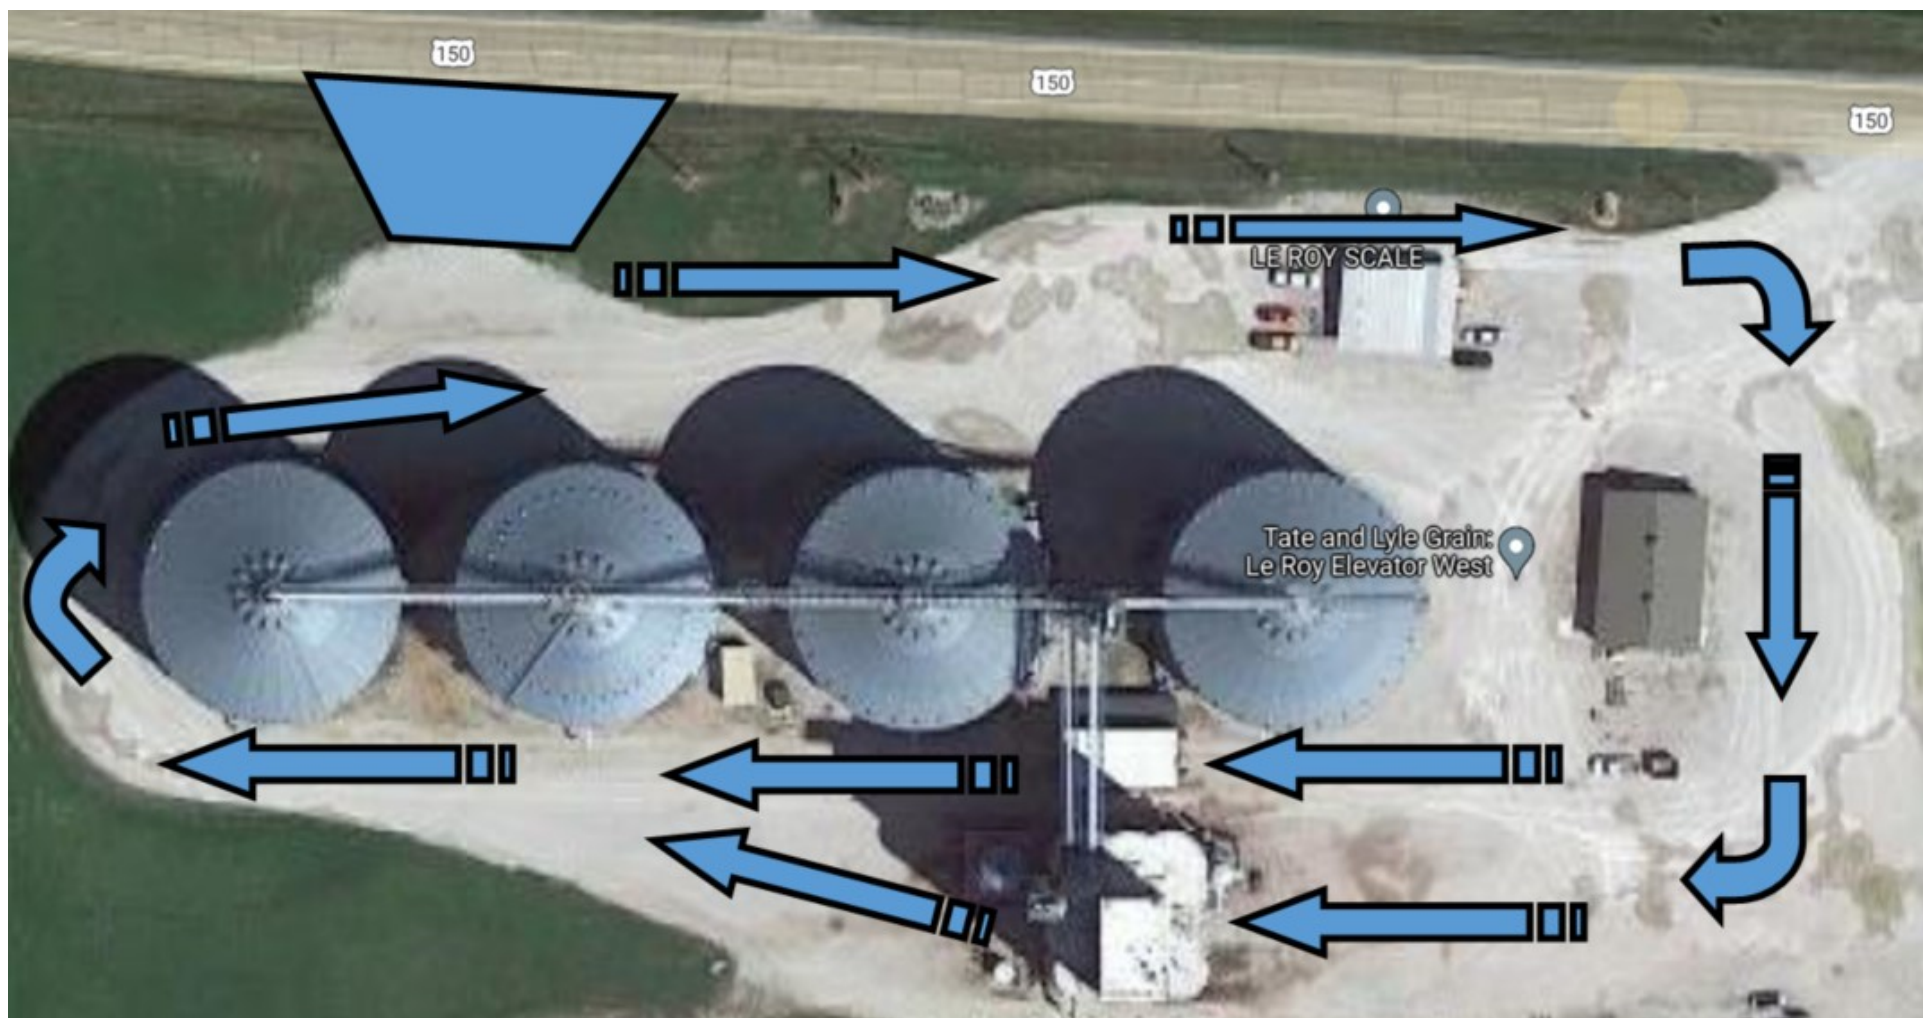 150
150
150
LE ROY SCALE
Tate and Lyle Grain:
Le Roy Elevator West